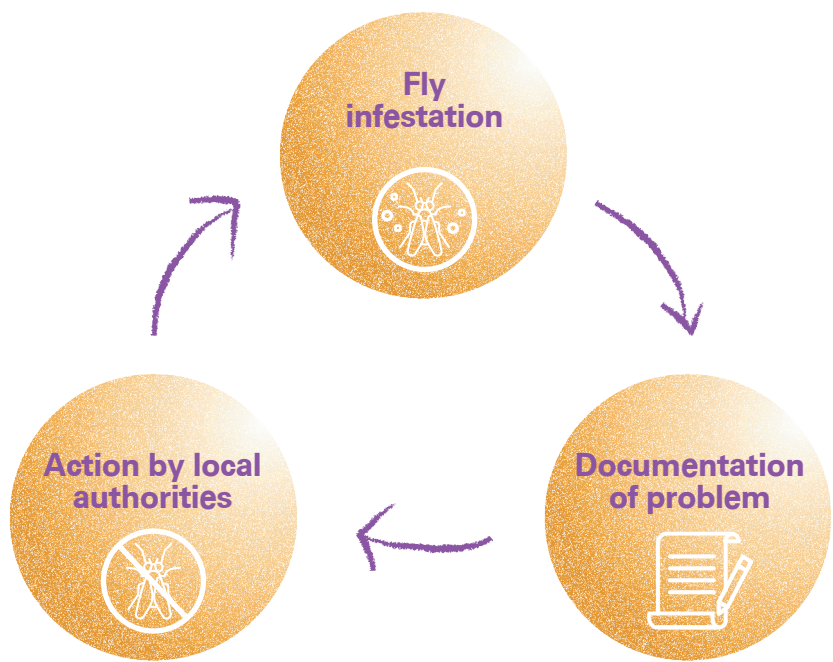 Fly
infestation
Action by local
authorities
Documentation
of problem